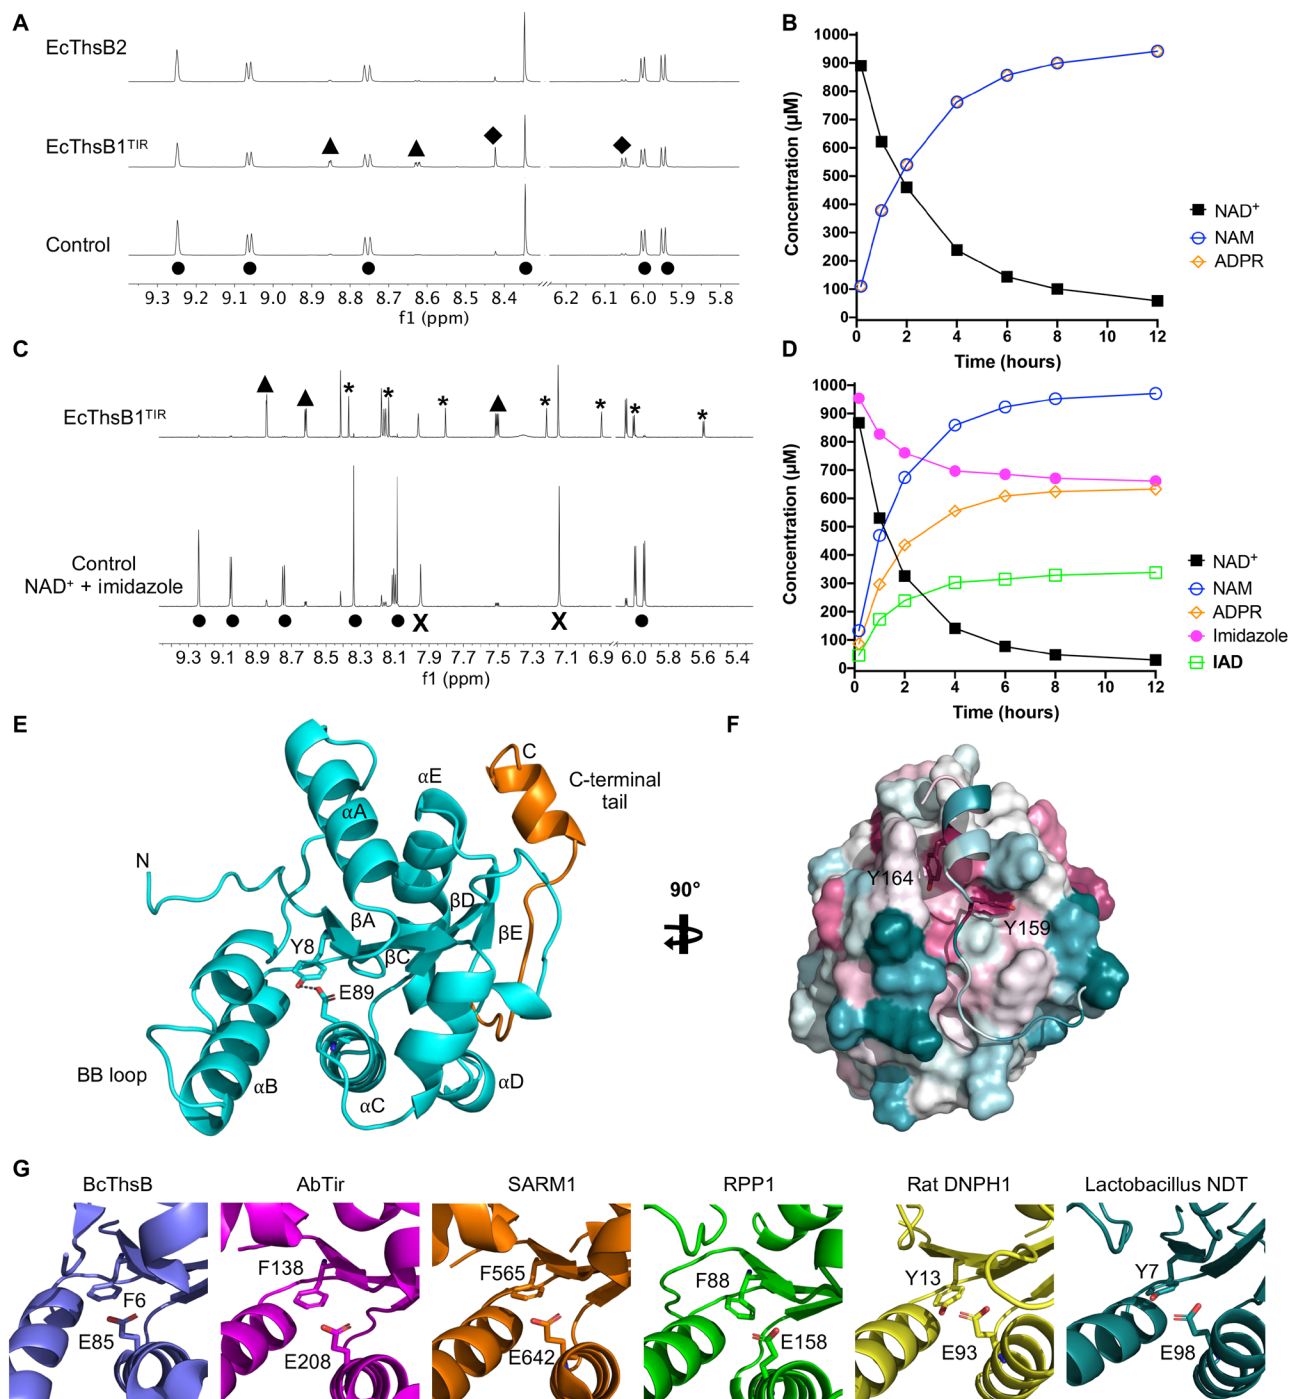 A
EcThsB2
EcThsB1TIR
Control
9.3 9.2 9.1 9.0 8.9 8.8 8.7 8.6 8.5 8.4 6.2 6.1 6.0 5.9 5.8
f1 (ppm)
B
Concentration (μM)
1000
900
800
700
600
500
400
300
200
100
0
0 2 4 6 8 10 12
Time (hours)
NAD+
NAM
ADPR
C
EcThsB1TIR
* * * * * * *
Control
NAD+ + imidazole
X X
9.3 9.1 8.9 8.7 8.5 8.3 8.1 7.9 7.7 7.5 7.3 7.1 6.9 6.0 5.8 5.6 5.4
f1 (ppm)
D
Concentration (μM)
1000
900
800
700
600
500
400
300
200
100
0
0 2 4 6 8 10 12
Time (hours)
NAD+
NAM
ADPR
Imidazole
IAD
E
N
αA
αE
C
C-terminal
tail
βA
βD
βE
Y8
βC
E89
BB loop
αB
αC
αD
90°
F
Y164
Y159
G
BcThsB
F6
E85
AbTir
F138
E208
SARM1
F565
E642
RPP1
F88
E158
Rat DNPH1
Y13
E93
Lactobacillus NDT
Y7
E98